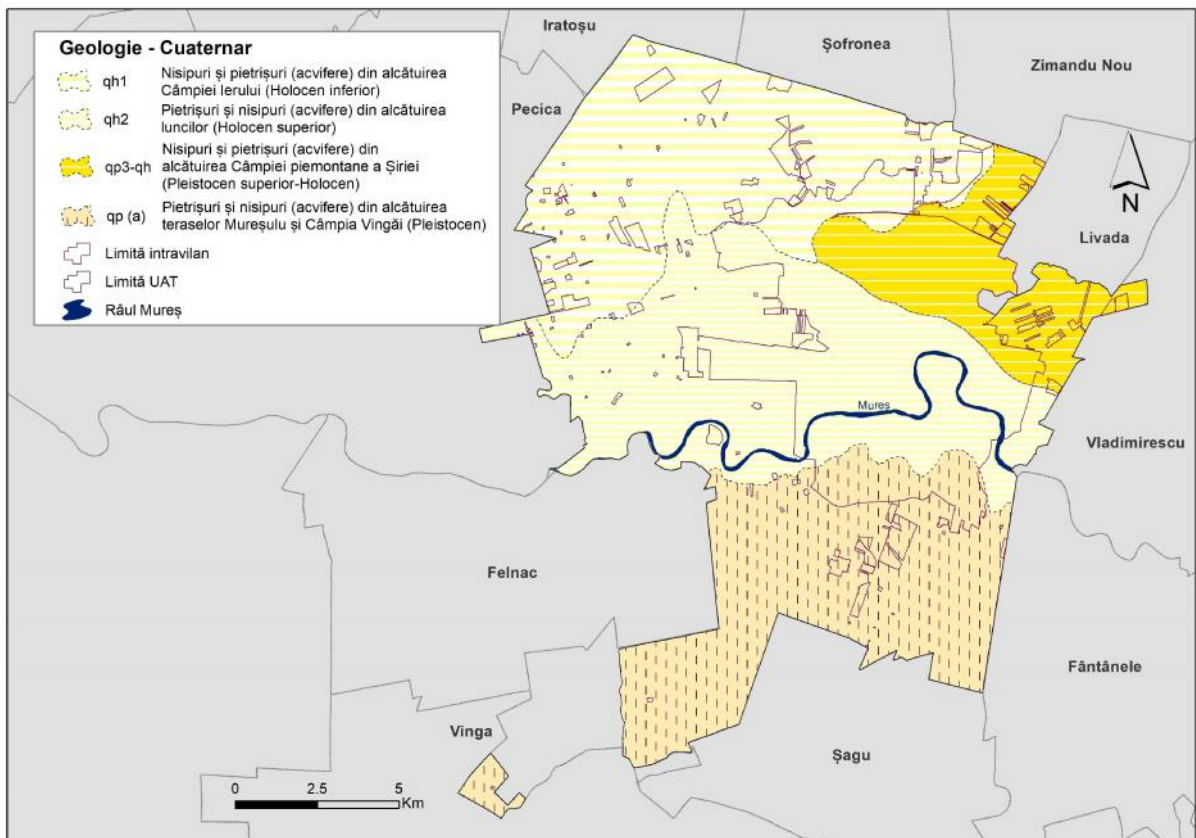 Iratoșu
Șofronea
Zimandu Nou
Geologie - Cuaternar
qh1 Nisipuri și pietrișuri (acvifere) din alcătuirea
Câmpiei Ierului (Holocen inferior)
qh2 Pietrișuri și nisipuri (acvifere) din alcătuirea
luncilor (Holocen superior)
qp3-qh Nisipuri și pietrișuri (acvifere) din
alcătuirea Câmpiei piemontane a Șiriei
(Pleistocen superior-Holocen)
qp (a) Pietrișuri și nisipuri (acvifere) din alcătuirea
teraselor Mureșulu și Câmpia Vingăi (Pleistocen)
Limită intravilan
Limită UAT
Râul Mureș
Pecica
N
Livada
Mureș
Vladimirescu
Felnac
Fântânele
Vinga
Șagu
0 2.5 5
Km